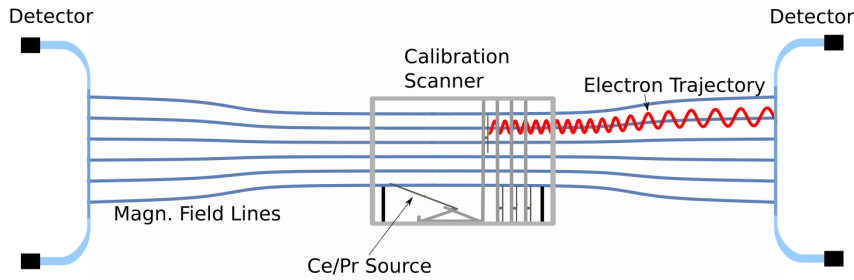 Detector
Detector
Calibration
Scanner
Electron Trajectory
Magn. Field Lines
Ce/Pr Source